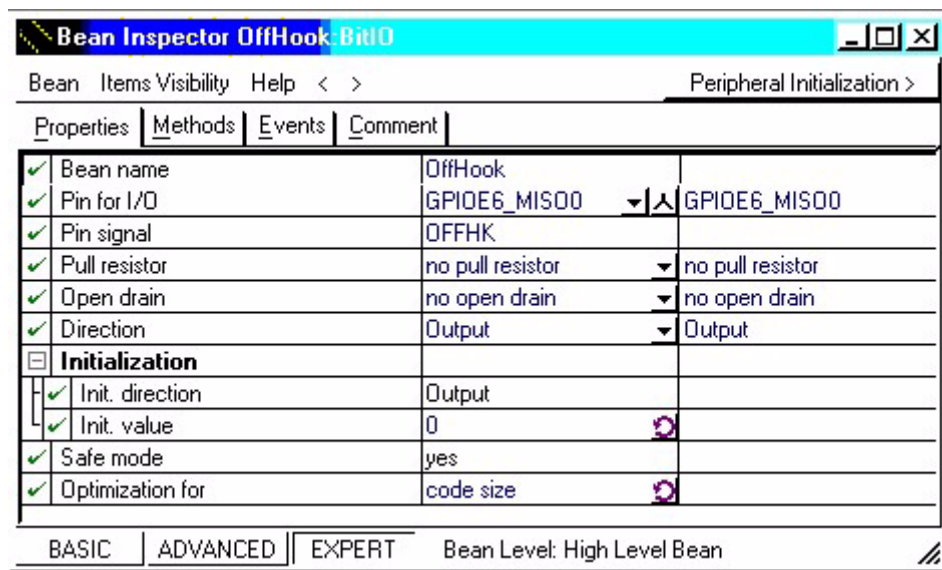 Bean Inspector OffHook:BitIO
Bean Items Visibility Help < > Peripheral Initialization >
Properties Methods Events Comment
Bean name OffHook
Pin for I/O GPIOE6_MISO0 GPIOE6_MISO0
Pin signal OFFHK
Pull resistor no pull resistor no pull resistor
Open drain no open drain no open drain
Direction Output Output
Initialization
Init. direction Output
Init. value 0
Safe mode yes
Optimization for code size
BASIC ADVANCED EXPERT Bean Level: High Level Bean